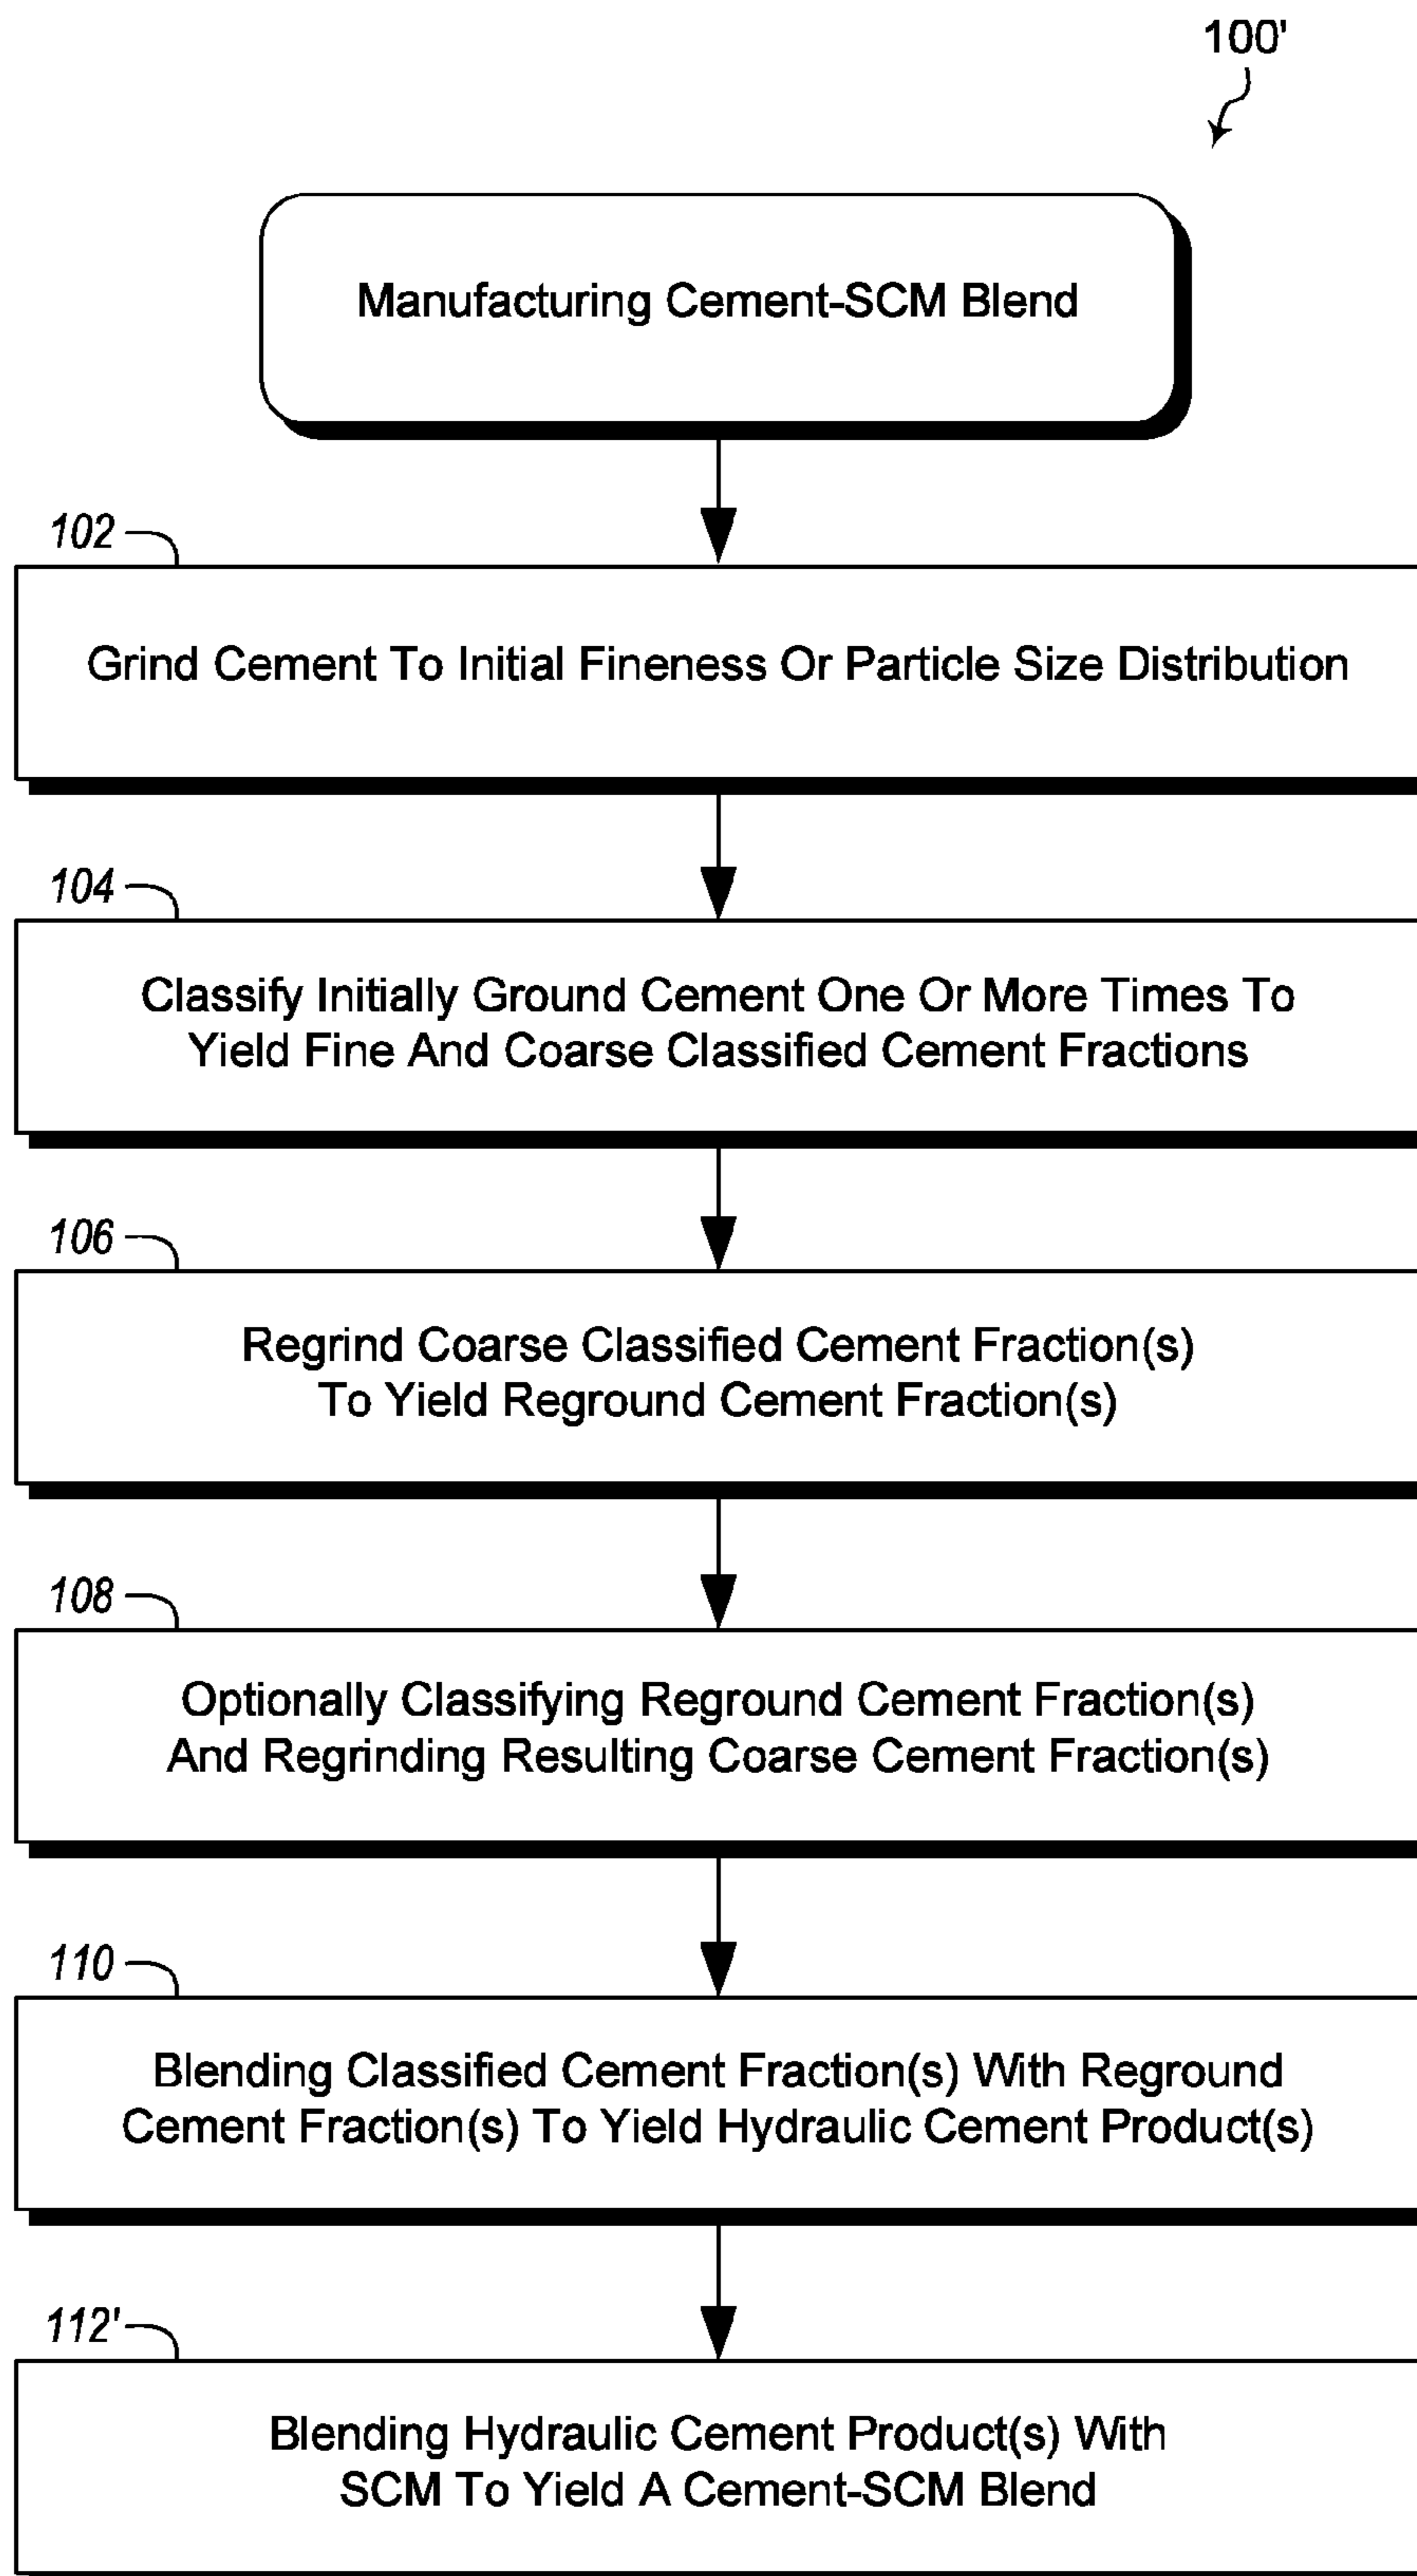 100'
Manufacturing Cement-SCM Blend
102
Grind Cement To Initial Fineness Or Particle Size Distribution
104
Classify Initially Ground Cement One Or More Times To
Yield Fine And Coarse Classified Cement Fractions
106
Regrind Coarse Classified Cement Fraction(s)
To Yield Reground Cement Fraction(s)
108
Optionally Classifying Reground Cement Fraction(s)
And Regrinding Resulting Coarse Cement Fraction(s)
110
Blending Classified Cement Fraction(s) With Reground
Cement Fraction(s) To Yield Hydraulic Cement Product(s)
112'
Blending Hydraulic Cement Product(s) With
SCM To Yield A Cement-SCM Blend